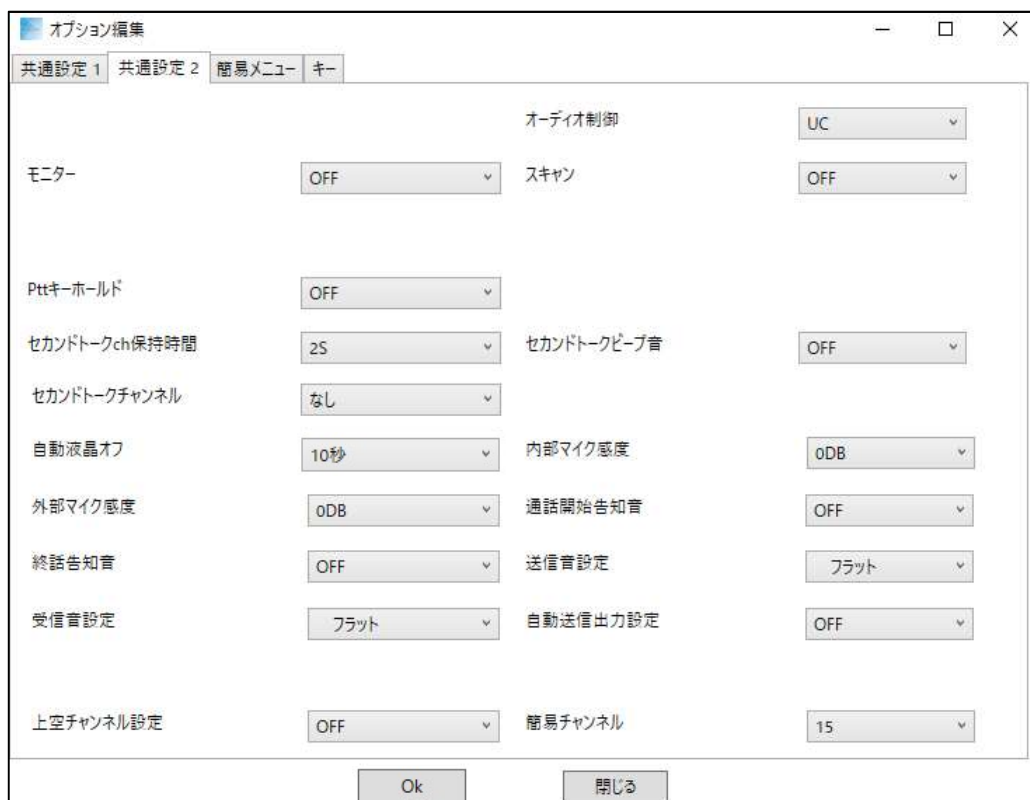 オプション編集
共通設定 1 共通設定 2 簡易メニュー キー
オーディオ制御 UC
モニター OFF スキャン OFF
Pttキーホールド OFF
セカンドトークch保持時間 2S セカンドトークビープ音 OFF
セカンドトークチャンネル なし
自動液晶オフ 10秒 内部マイク感度 0DB
外部マイク感度 0DB 通話開始告知音 OFF
終話告知音 OFF 送信音設定 フラット
受信音設定 フラット 自動送信出力設定 OFF
上空チャンネル設定 OFF 簡易チャンネル 15
Ok 閉じる